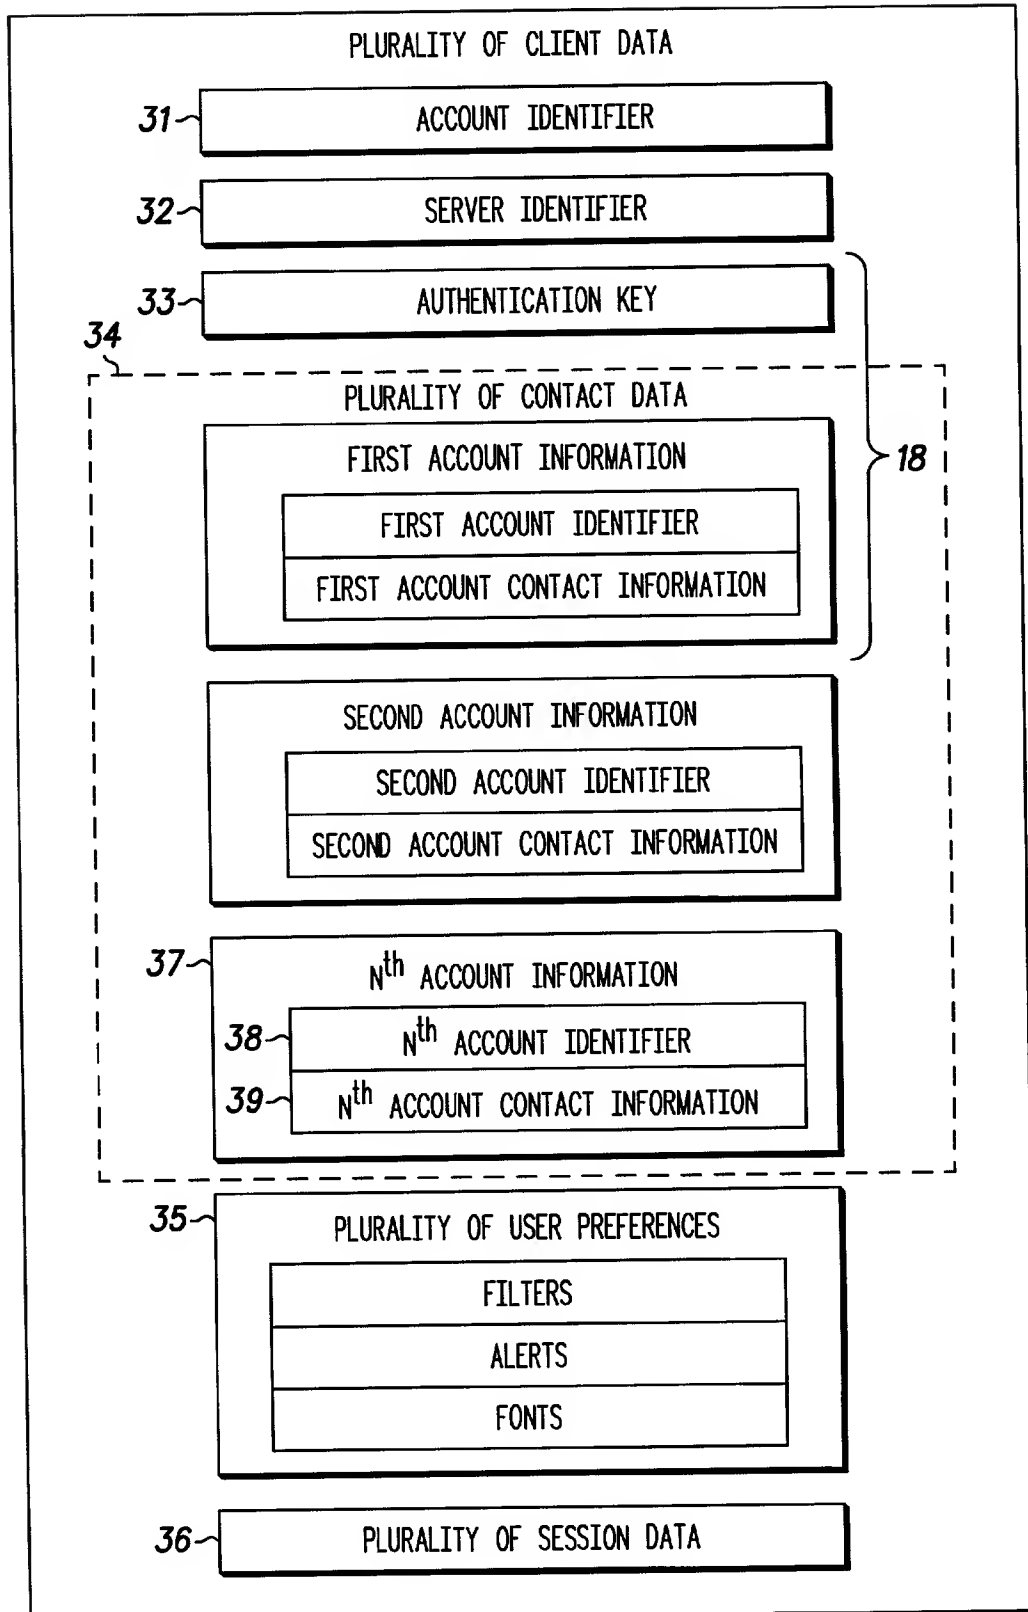 PLURALITY OF CLIENT DATA
31 ACCOUNT IDENTIFIER
32 SERVER IDENTIFIER
33 AUTHENTICATION KEY
34
PLURALITY OF CONTACT DATA
FIRST ACCOUNT INFORMATION
18
FIRST ACCOUNT IDENTIFIER
FIRST ACCOUNT CONTACT INFORMATION
SECOND ACCOUNT INFORMATION
SECOND ACCOUNT IDENTIFIER
SECOND ACCOUNT CONTACT INFORMATION
37 Nth ACCOUNT INFORMATION
38 Nth ACCOUNT IDENTIFIER
39 Nth ACCOUNT CONTACT INFORMATION
35 PLURALITY OF USER PREFERENCES
FILTERS
ALERTS
FONTS
36 PLURALITY OF SESSION DATA